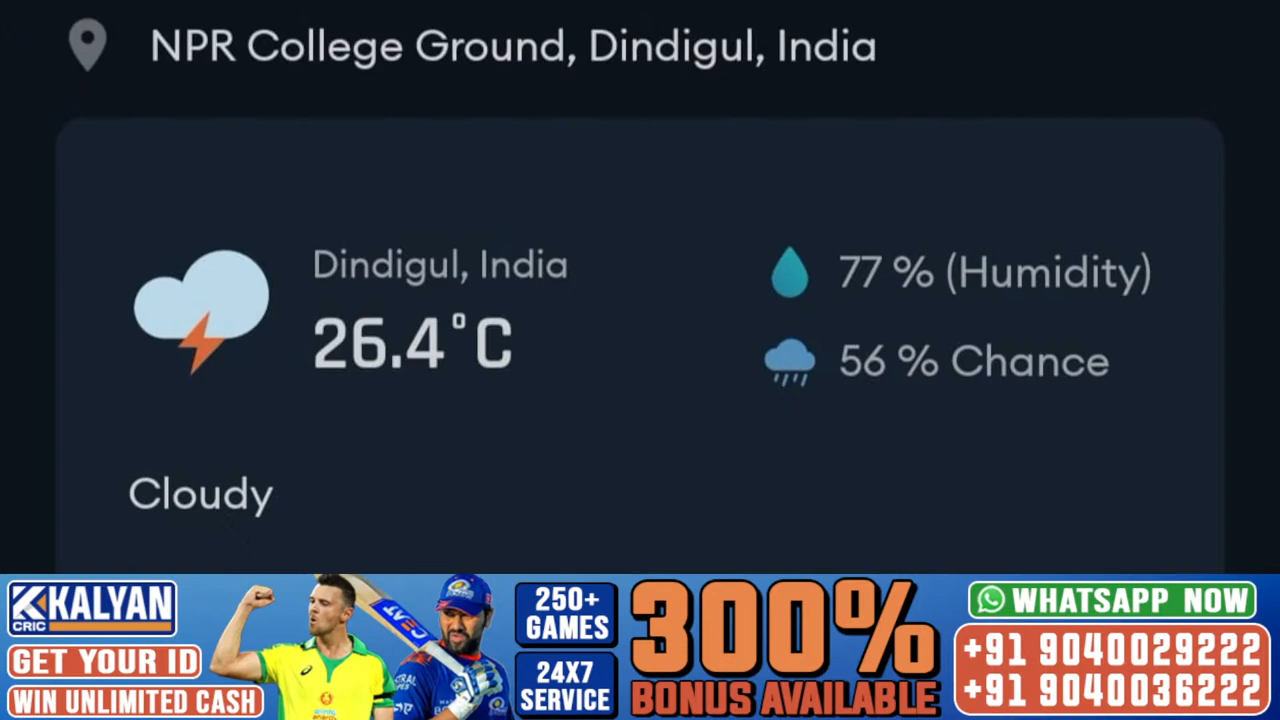 NPR College Ground, Dindigul, India
Dindigul, India
26.4°C
77 % (Humidity)
56 % Chance
Cloudy
KALYAN
CRIC
GET YOUR ID
WIN UNLIMITED CASH
CEAT
250+
GAMES
24X7
SERVICE
300%
BONUS AVAILABLE
WHATSAPP NOW
+91 9040029222
+91 9040036222